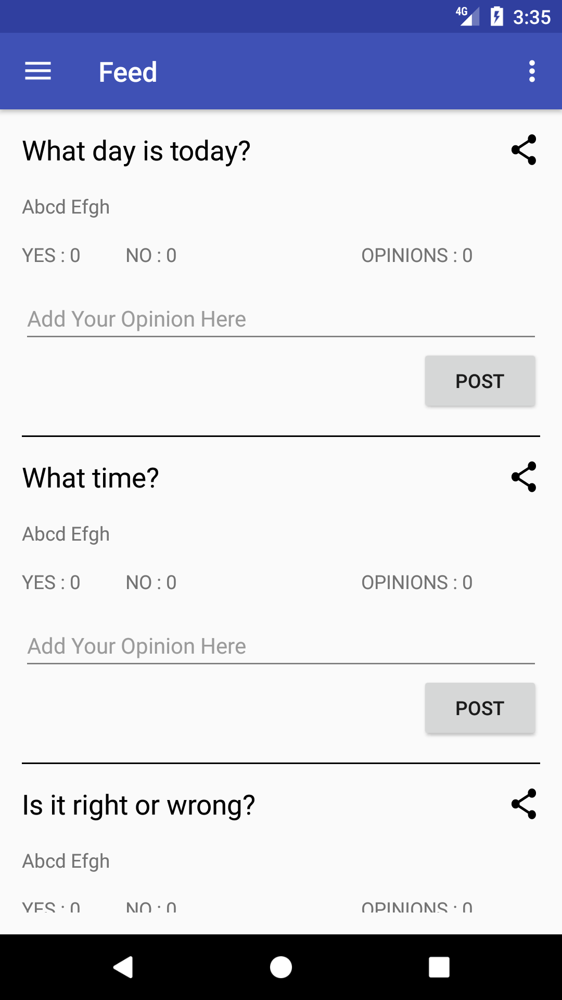 4G 3:35
Feed
What day is today?
Abcd Efgh
YES : 0 NO : 0 OPINIONS : 0
Add Your Opinion Here
POST
What time?
Abcd Efgh
YES : 0 NO : 0 OPINIONS : 0
Add Your Opinion Here
POST
Is it right or wrong?
Abcd Efgh
YES : 0 NO : 0 OPINIONS : 0